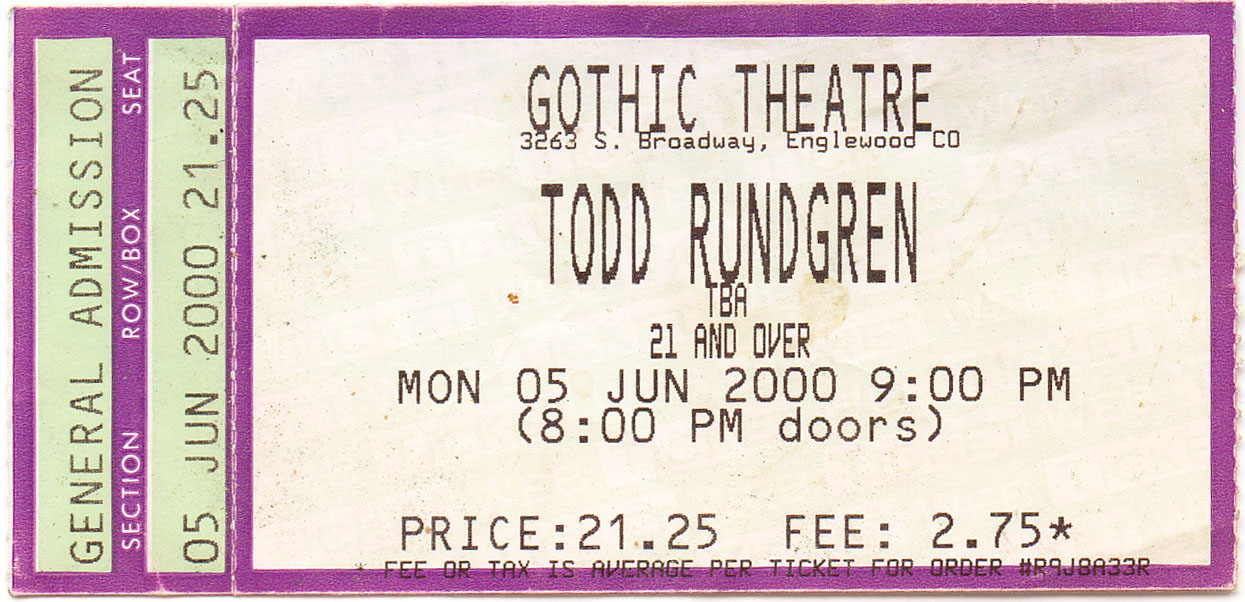 GENERAL ADMISSION
SECTION ROW/BOX SEAT
05 JUN 2000 21.25
GOTHIC THEATRE
3263 S. Broadway, Englewood CO
TODD RUNDGREN
TBA
21 AND OVER
MON 05 JUN 2000 9:00 PM
(8:00 PM doors)
PRICE:21.25 FEE: 2.75*
* FEE OR TAX IS AVERAGE PER TICKET FOR ORDER #R9J8A33R